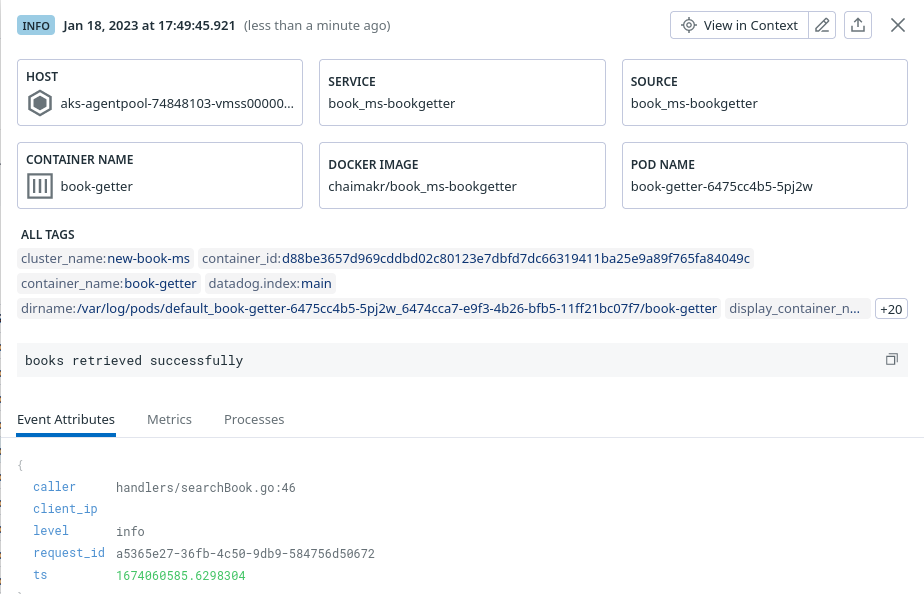 INFO Jan 18, 2023 at 17:49:45.921 (less than a minute ago) View in Context
HOST
aks-agentpool-74848103-vmss00000...
SERVICE
book_ms-bookgetter
SOURCE
book_ms-bookgetter
CONTAINER NAME
book-getter
DOCKER IMAGE
chaimakr/book_ms-bookgetter
POD NAME
book-getter-6475cc4b5-5pj2w
ALL TAGS
cluster_name:new-book-ms container_id:d88be3657d969cddbd02c80123e7dbfd7dc66319411ba25e9a89f765fa84049c
container_name:book-getter datadog.index:main
dirname:/var/log/pods/default_book-getter-6475cc4b5-5pj2w_6474cca7-e9f3-4b26-bfb5-11ff21bc07f7/book-getter display_container_n... +20
books retrieved successfully
Event Attributes Metrics Processes
{
caller handlers/searchBook.go:46
client_ip
level info
request_id a5365e27-36fb-4c50-9db9-584756d50672
ts 1674060585.6298304